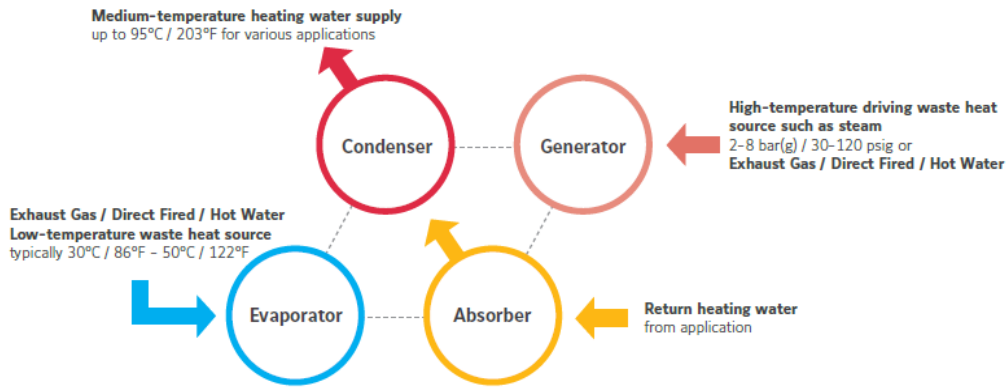 Medium-temperature heating water supply
up to 95°C / 203°F for various applications
Condenser
Generator
High-temperature driving waste heat
source such as steam
2–8 bar(g) / 30–120 psig or
Exhaust Gas / Direct Fired / Hot Water
Exhaust Gas / Direct Fired / Hot Water
Low-temperature waste heat source
typically 30°C / 86°F – 50°C / 122°F
Evaporator
Absorber
Return heating water
from application